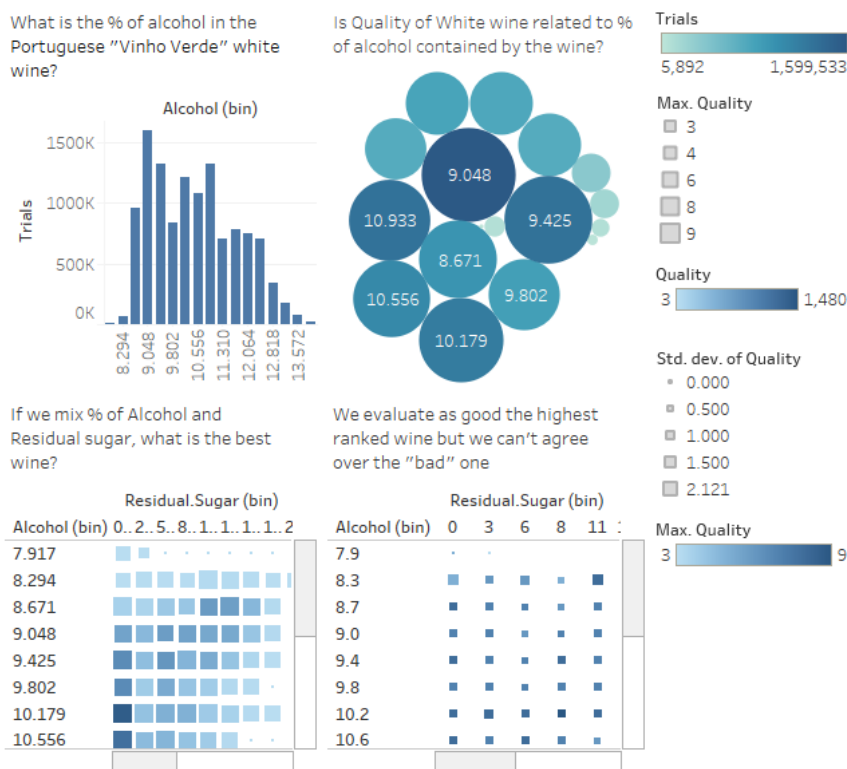 What is the % of alcohol in the
Portuguese "Vinho Verde" white
wine?
Alcohol (bin)
Trials
1500K
1000K
500K
0K
8.294
9.048
9.802
10.556
11.310
12.064
12.818
13.572
Is Quality of White wine related to %
of alcohol contained by the wine?
9.048
10.933
9.425
8.671
10.556
9.802
10.179
Trials
5,892 1,599,533
Max. Quality
3
4
6
8
9
Quality
3 1,480
Std. dev. of Quality
0.000
0.500
1.000
1.500
2.121
Max. Quality
3 9
If we mix % of Alcohol and
Residual sugar, what is the best
wine?
Residual.Sugar (bin)
Alcohol (bin) 0.. 2.. 5.. 8.. 1.. 1.. 1.. 1.. 2
7.917
8.294
8.671
9.048
9.425
9.802
10.179
10.556
We evaluate as good the highest
ranked wine but we can't agree
over the "bad" one
Residual.Sugar (bin)
Alcohol (bin) 0 3 6 8 11
7.9
8.3
8.7
9.0
9.4
9.8
10.2
10.6